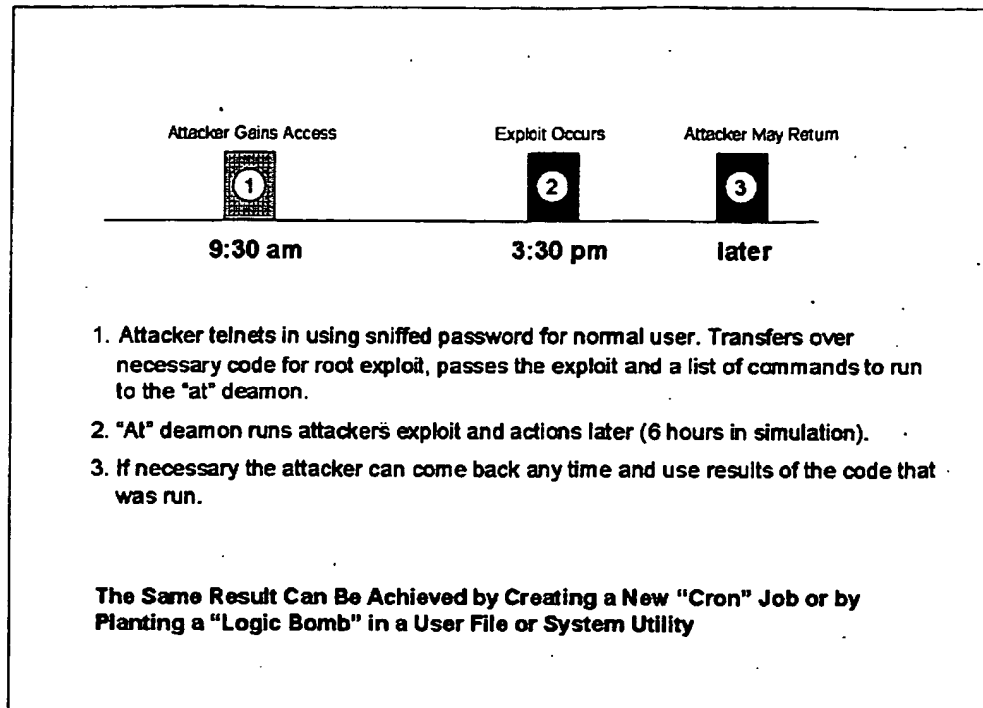 Attacker Gains Access Exploit Occurs Attacker May Return
1 2 3
9:30 am 3:30 pm later
1. Attacker telnets in using sniffed password for normal user. Transfers over
necessary code for root exploit, passes the exploit and a list of commands to run
to the "at" deamon.
2. "At" deamon runs attackers exploit and actions later (6 hours in simulation).
3. If necessary the attacker can come back any time and use results of the code that
was run.
The Same Result Can Be Achieved by Creating a New "Cron" Job or by
Planting a "Logic Bomb" in a User File or System Utility